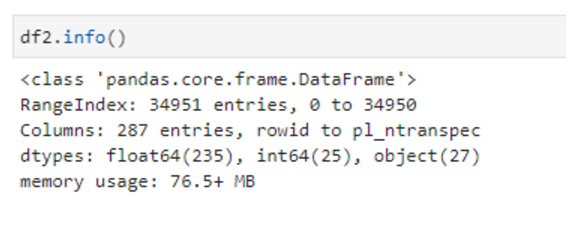 df2.info()
<class 'pandas.core.frame.DataFrame'>
RangeIndex: 34951 entries, 0 to 34950
Columns: 287 entries, rowid to pl_ntranspec
dtypes: float64(235), int64(25), object(27)
memory usage: 76.5+ MB